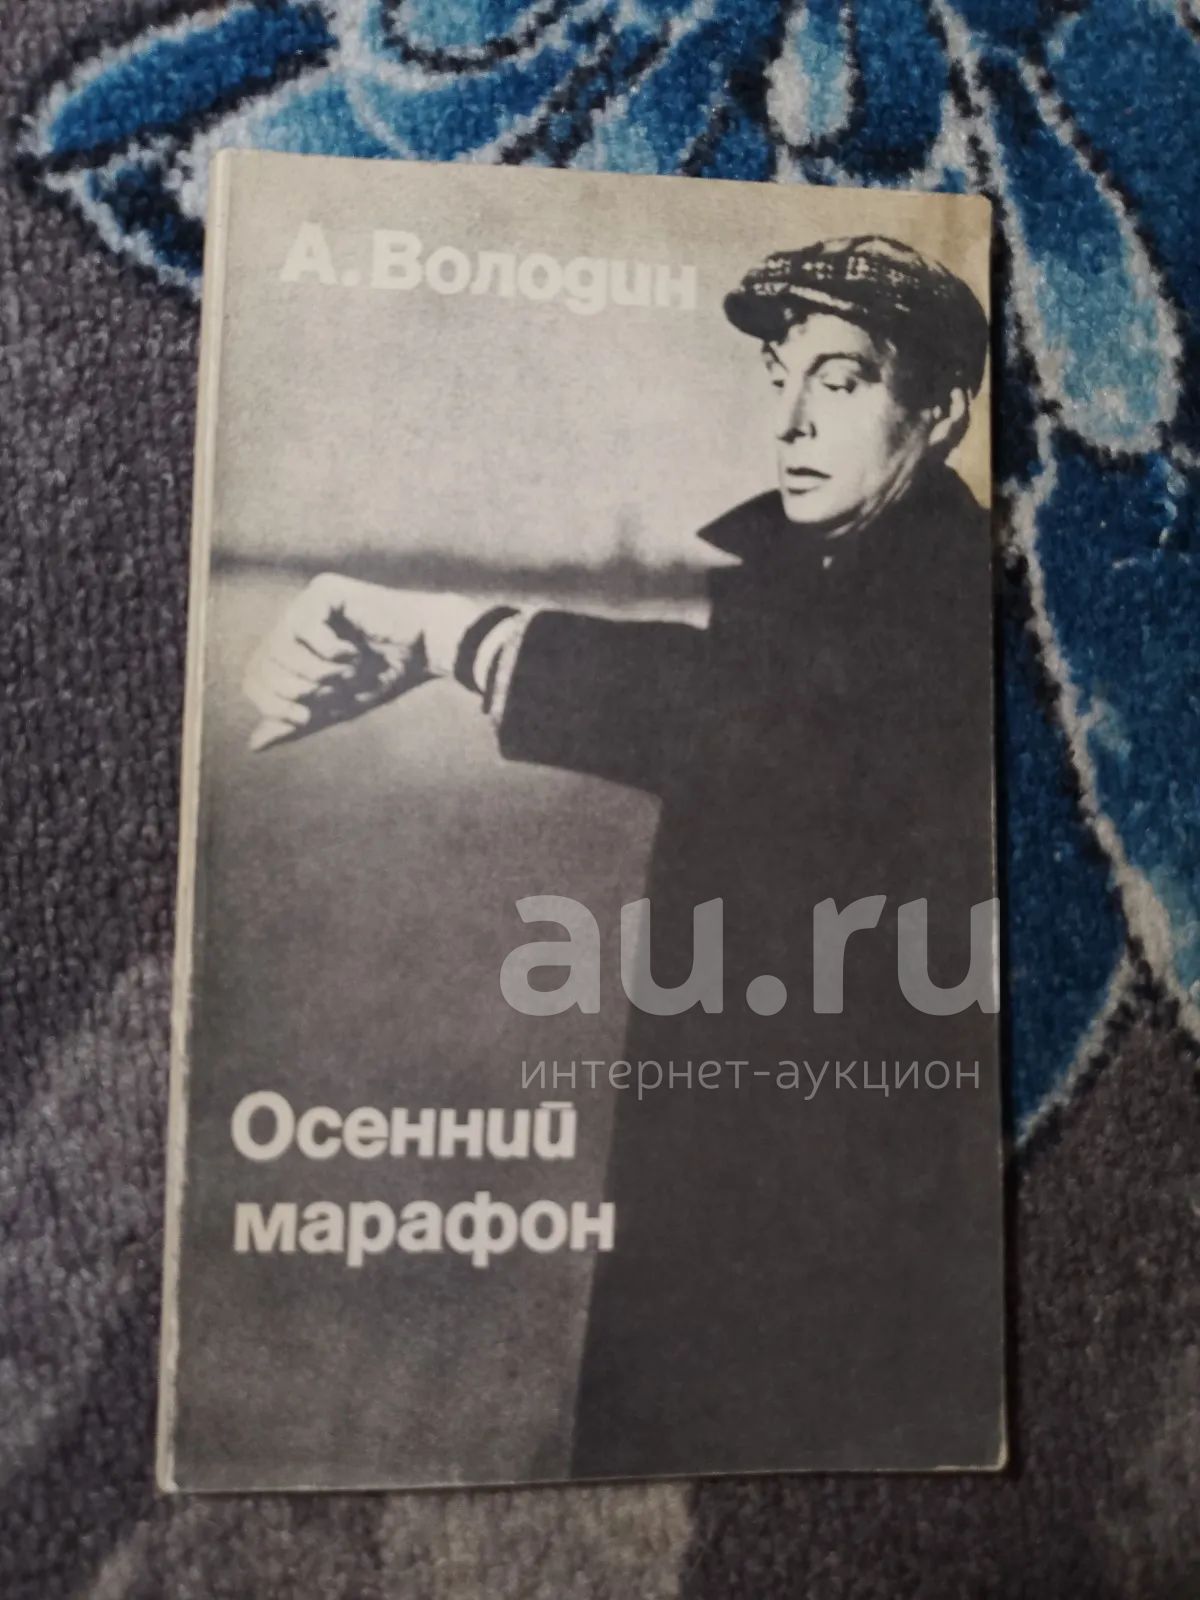 А. Володин
au.ru
интернет-аукцион
Осенний
марафон